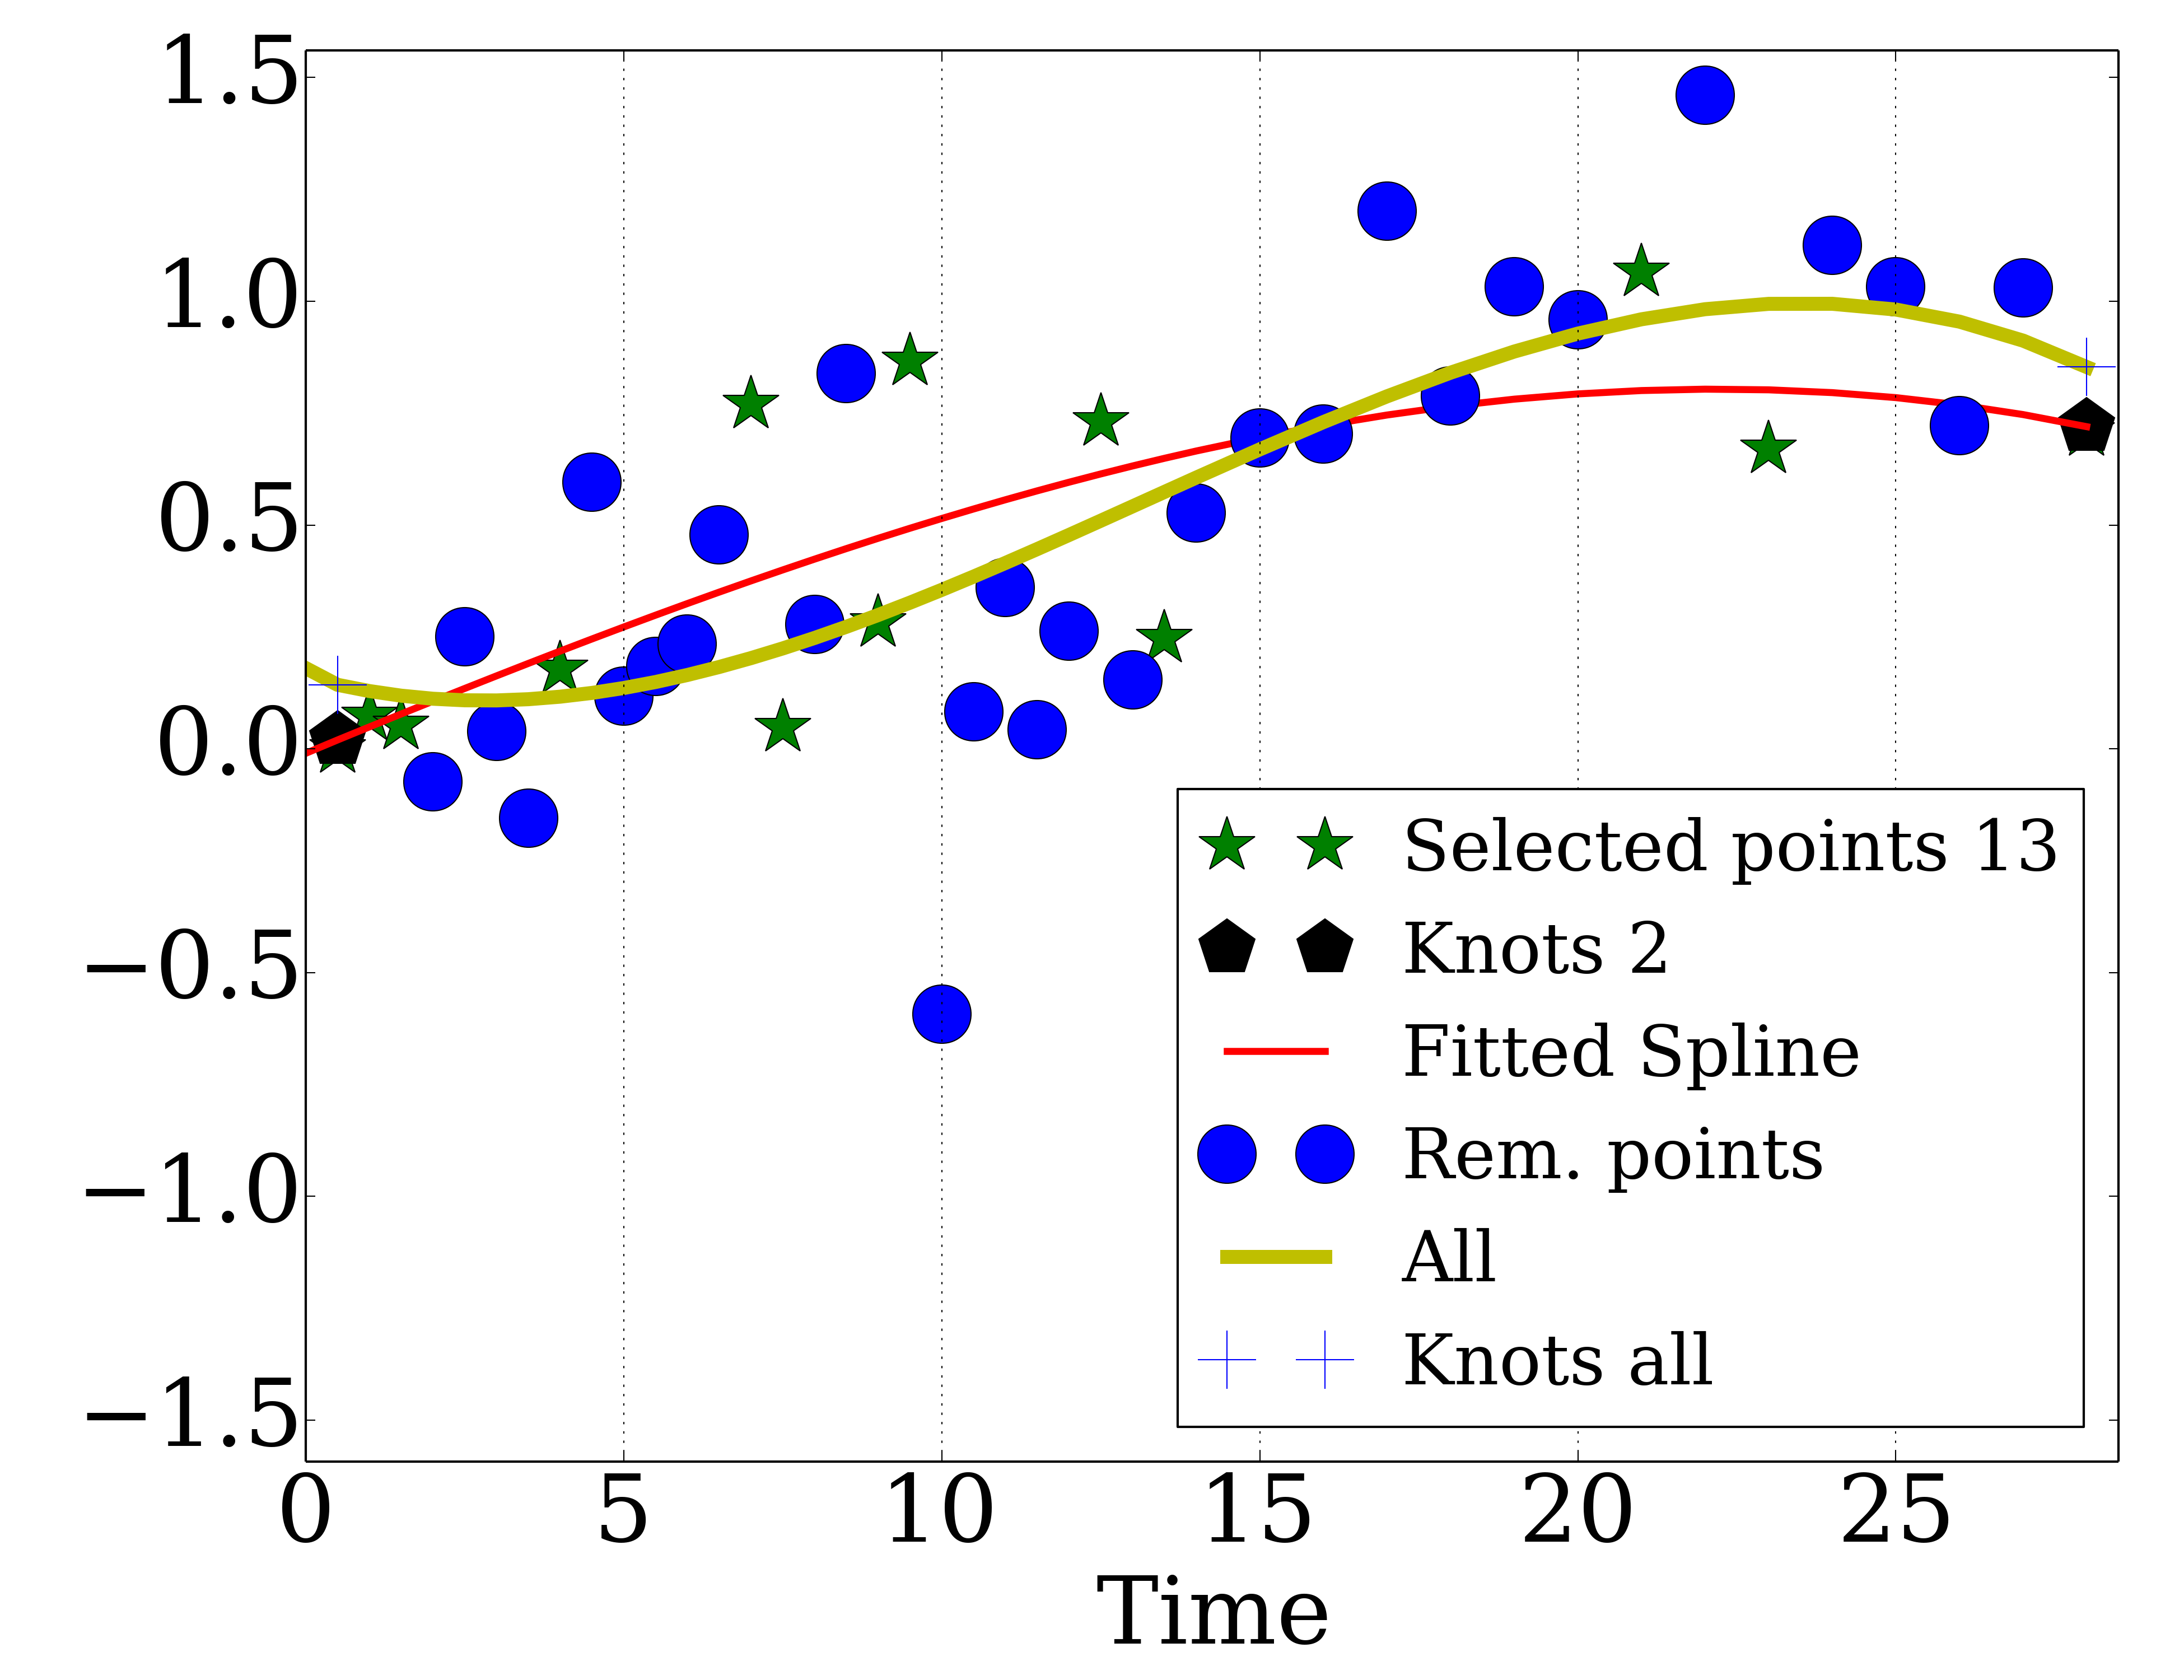 1.5
1.0
0.5
0.0
−0.5
−1.0
−1.5
0 5 10 15 20 25
Time
Selected points 13
Knots 2
Fitted Spline
Rem. points
All
Knots all